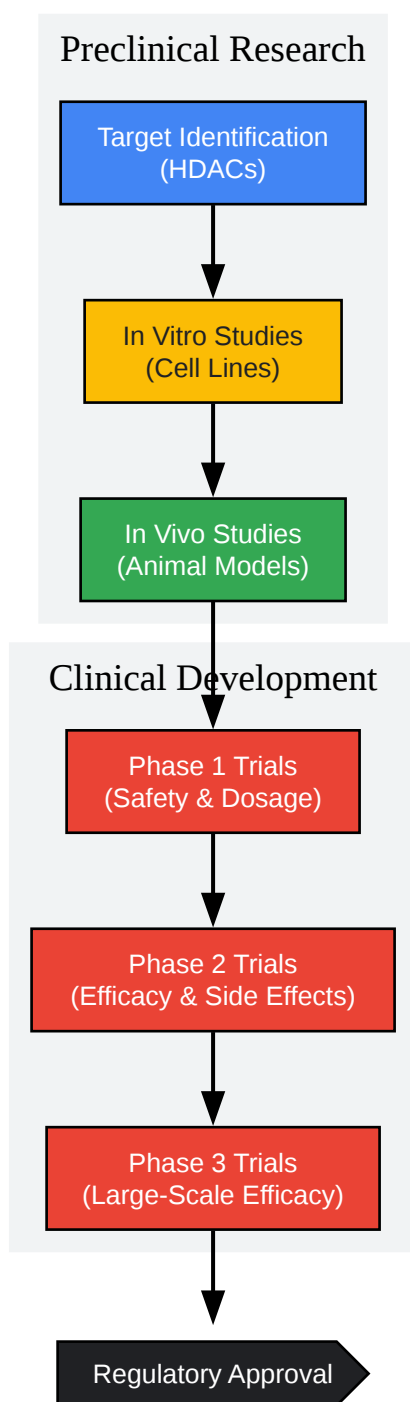 Preclinical Research
Target Identification
(HDACs)
In Vitro Studies
(Cell Lines)
In Vivo Studies
(Animal Models)
Clinical Development
Phase 1 Trials
(Safety & Dosage)
Phase 2 Trials
(Efficacy & Side Effects)
Phase 3 Trials
(Large-Scale Efficacy)
Regulatory Approval